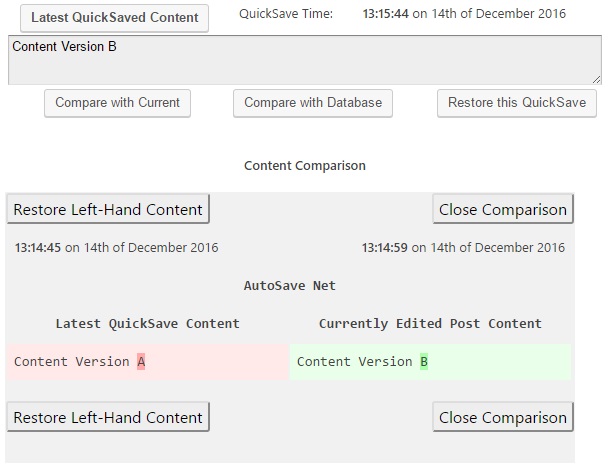 Latest QuickSaved Content QuickSave Time: 13:15:44 on 14th of December 2016
Content Version B
Compare with Current Compare with Database Restore this QuickSave
Content Comparison
Restore Left-Hand Content Close Comparison
13:14:45 on 14th of December 2016 13:14:59 on 14th of December 2016
AutoSave Net
Latest QuickSave Content Currently Edited Post Content
Content Version A Content Version B
Restore Left-Hand Content Close Comparison